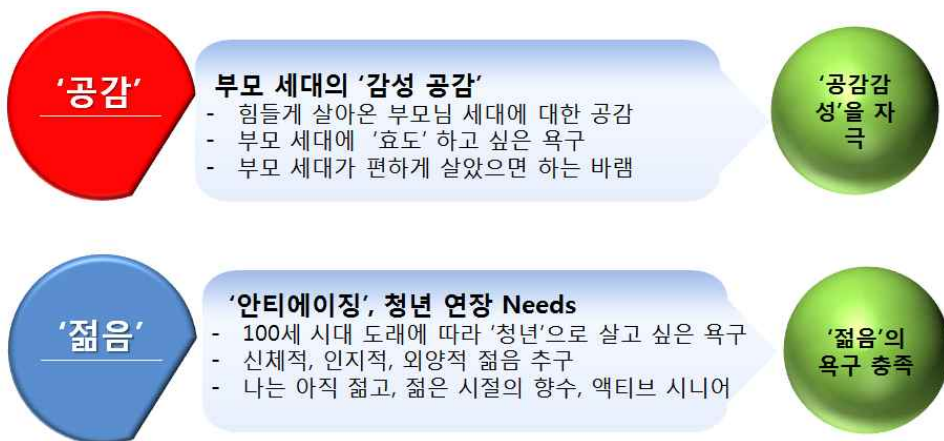 ‘공감’
부모 세대의 ‘감성 공감’
- 힘들게 살아온 부모님 세대에 대한 공감
- 부모 세대에 ‘효도’ 하고 싶은 욕구
- 부모 세대가 편하게 살았으면 하는 바램
‘공감감
성’을 자
극
‘젊음’
‘안티에이징’, 청년 연장 Needs
- 100세 시대 도래에 따라 ‘청년’으로 살고 싶은 욕구
- 신체적, 인지적, 외양적 젊음 추구
- 나는 아직 젊고, 젊은 시절의 향수, 액티브 시니어
‘젊음’의
욕구 충족